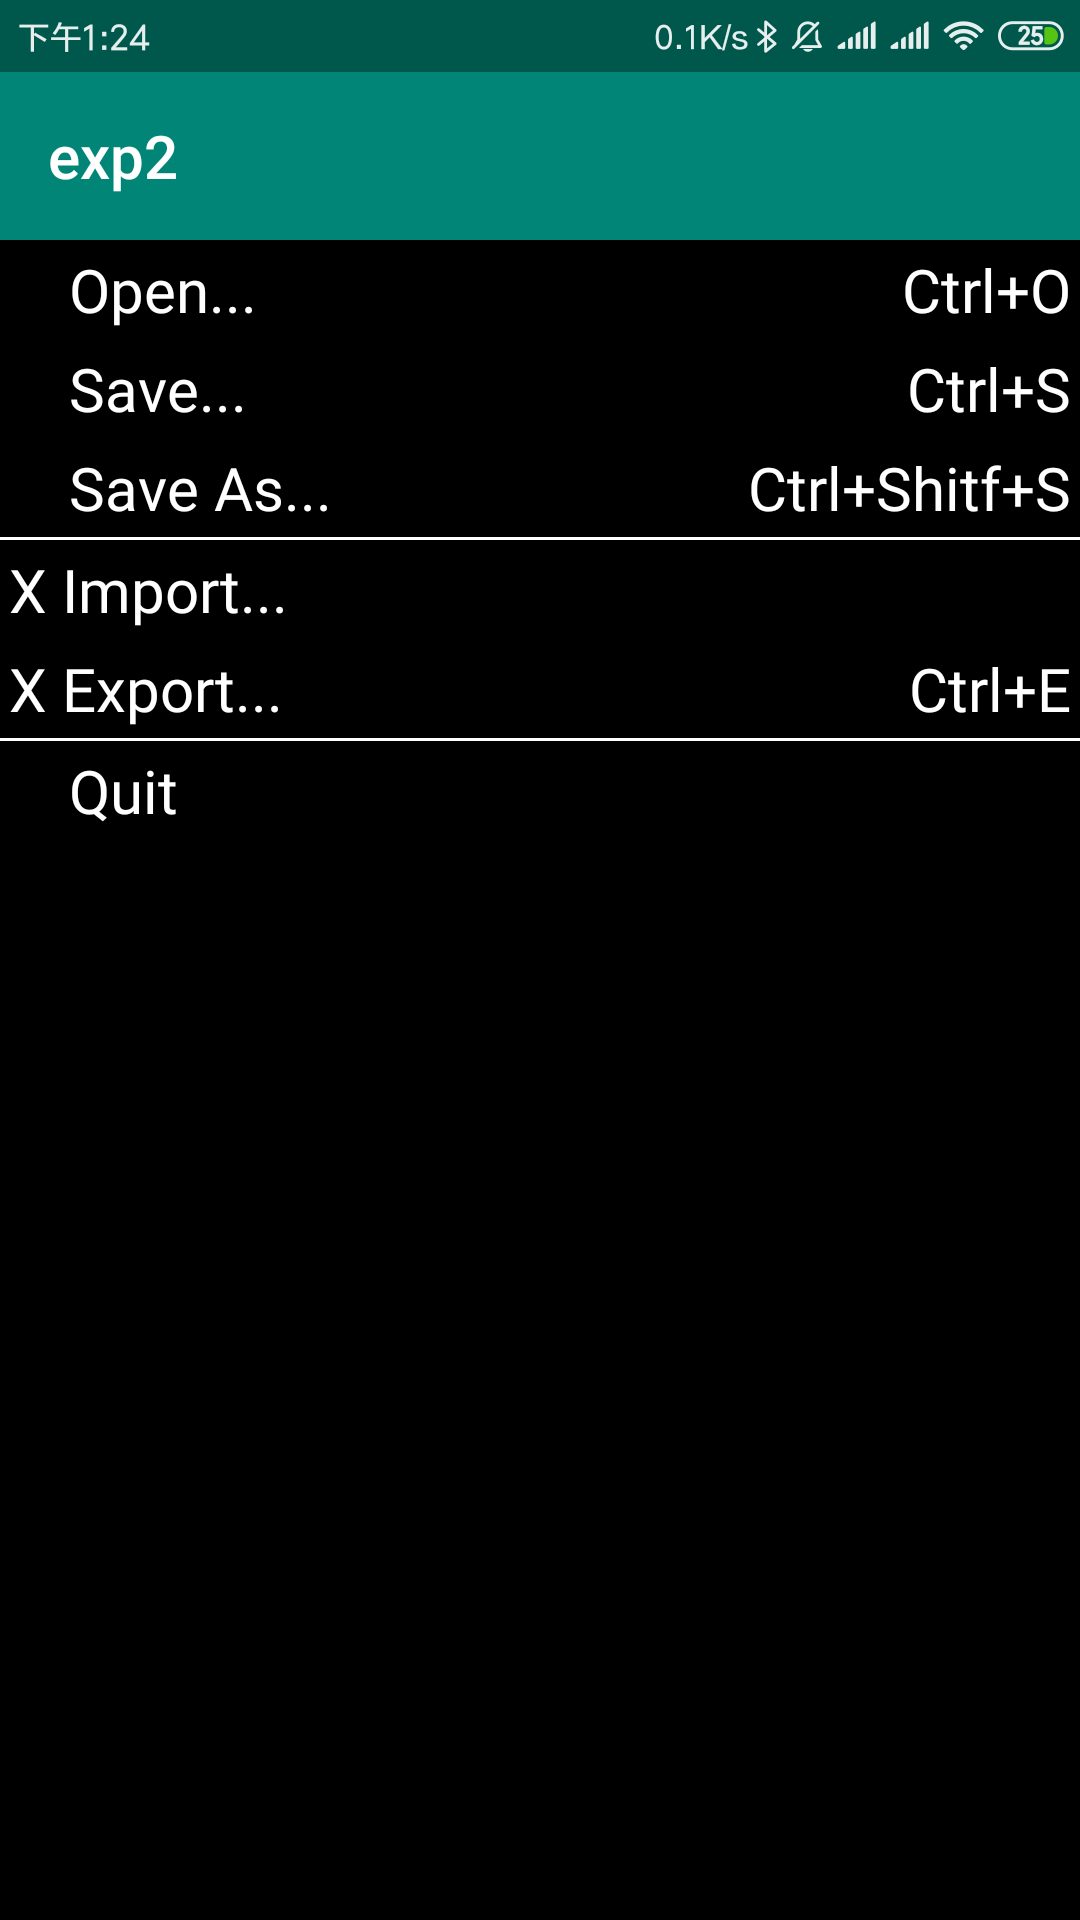 下午1:24 0.1K/s 25
exp2
Open... Ctrl+O
Save... Ctrl+S
Save As... Ctrl+Shitf+S
X Import...
X Export... Ctrl+E
Quit